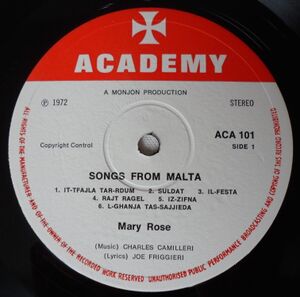 ACADEMY
A MONJON PRODUCTION
℗ 1972
STEREO
Copyright Control
ACA 101
SIDE 1
SONGS FROM MALTA
1. IT-TFAJLA TAR-RDUM 2. SULDAT 3. IL-FESTA
4. RAJT RAGEL 5. IZ-ZIFNA
6. L-GHANJA TAS-SAJJIEDA
Mary Rose
(Music) CHARLES CAMILLERI
(Lyrics) JOE FRIGGIERI
ALL RIGHTS OF THE MANUFACTURER AND OF THE OWNER OF THE RECORDED WORK RESERVED UNAUTHORISED PUBLIC PERFORMANCE BROADCASTING AND COPYING OF THIS RECORD PROHIBITED